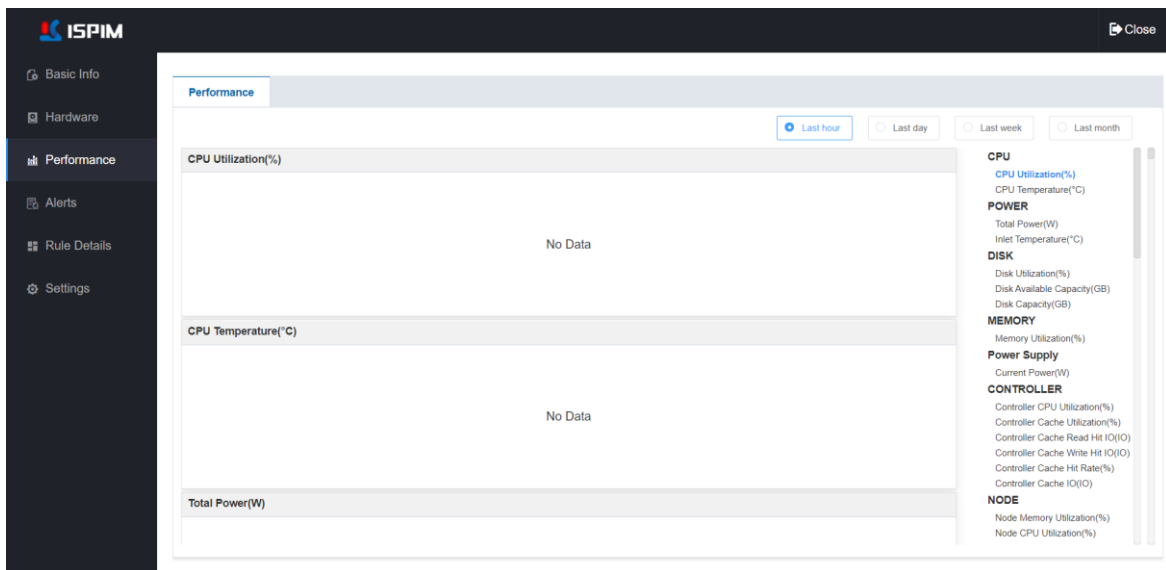 ISPIM
Close
Basic Info
Hardware
Performance
Alerts
Rule Details
Settings
Performance
Last hour
Last day
Last week
Last month
CPU Utilization(%)
No Data
CPU Temperature(°C)
No Data
Total Power(W)
CPU
CPU Utilization(%)
CPU Temperature(°C)
POWER
Total Power(W)
Inlet Temperature(°C)
DISK
Disk Utilization(%)
Disk Available Capacity(GB)
Disk Capacity(GB)
MEMORY
Memory Utilization(%)
Power Supply
Current Power(W)
CONTROLLER
Controller CPU Utilization(%)
Controller Cache Utilization(%)
Controller Cache Read Hit IO(IO)
Controller Cache Write Hit IO(IO)
Controller Cache Hit Rate(%)
Controller Cache IO(IO)
NODE
Node Memory Utilization(%)
Node CPU Utilization(%)